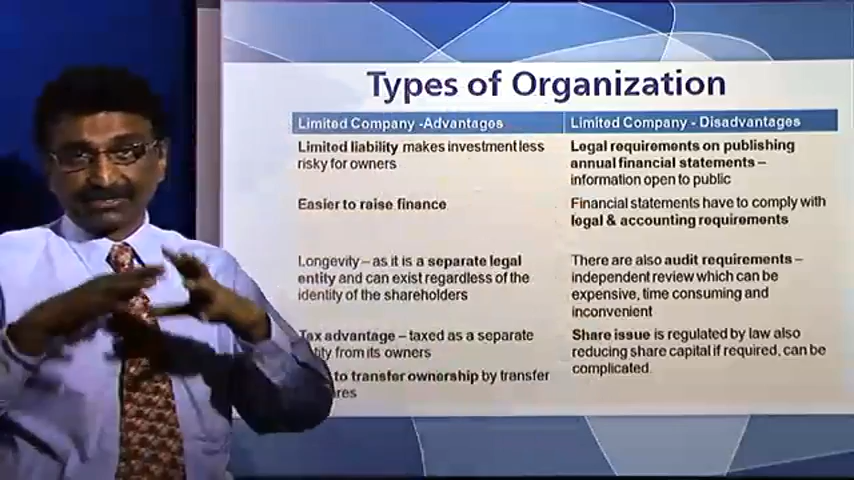 Types of Organization
Limited Company -Advantages
Limited Company - Disadvantages
Limited liability makes investment less
risky for owners
Legal requirements on publishing
annual financial statements –
information open to public
Easier to raise finance
Financial statements have to comply with
legal & accounting requirements
Longevity – as it is a separate legal
entity and can exist regardless of the
identity of the shareholders
There are also audit requirements –
independent review which can be
expensive, time consuming and
inconvenient
Tax advantage – taxed as a separate
from its owners
Share issue is regulated by law also
reducing share capital if required, can be
complicated
to transfer ownership by transfer